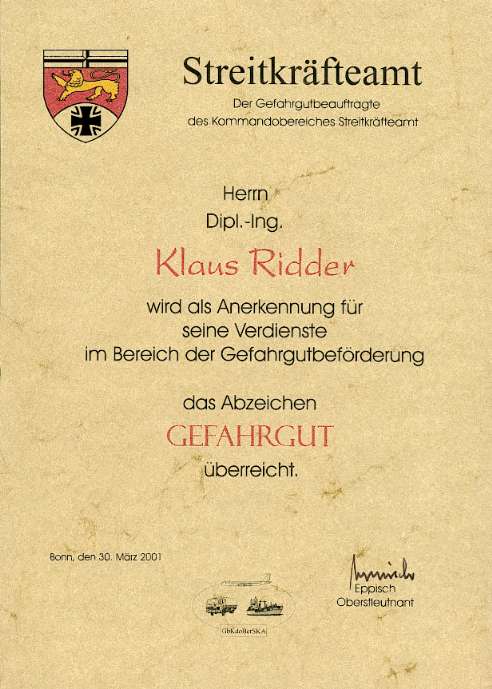 Streitkräfteamt
Der Gefahrgutbeauftragte
des Kommandobereiches Streitkräfteamt
Herrn
Dipl.-Ing.
Klaus Ridder
wird als Anerkennung für
seine Verdienste
im Bereich der Gefahrgutbeförderung
das Abzeichen
GEFAHRGUT
überreicht.
Bonn, den 30. März 2001
Eppisch
Oberstleutnant
GbKdoBerSKA